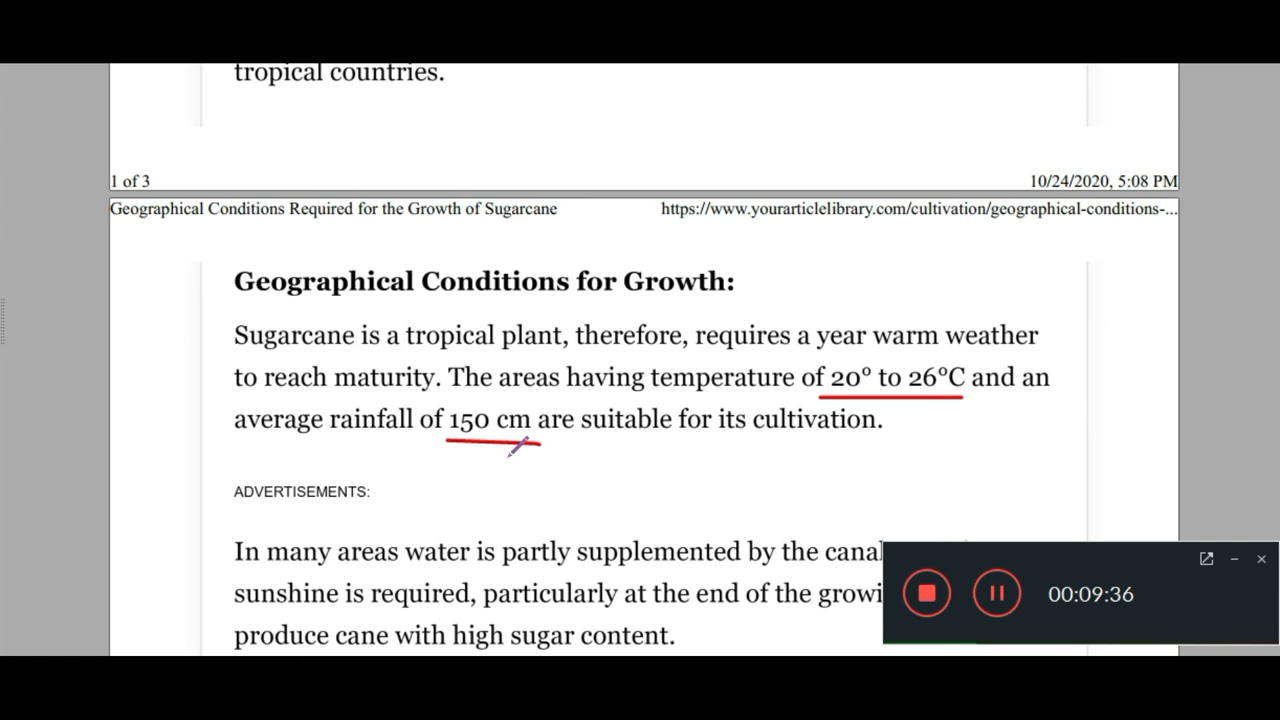 tropical countries.
1 of 3 10/24/2020, 5:08 PM
Geographical Conditions Required for the Growth of Sugarcane https://www.yourarticlelibrary.com/cultivation/geographical-conditions-...
Geographical Conditions for Growth:
Sugarcane is a tropical plant, therefore, requires a year warm weather
to reach maturity. The areas having temperature of 20° to 26°C and an
average rainfall of 150 cm are suitable for its cultivation.
ADVERTISEMENTS:
In many areas water is partly supplemented by the canal
sunshine is required, particularly at the end of the growi
produce cane with high sugar content.
00:09:36